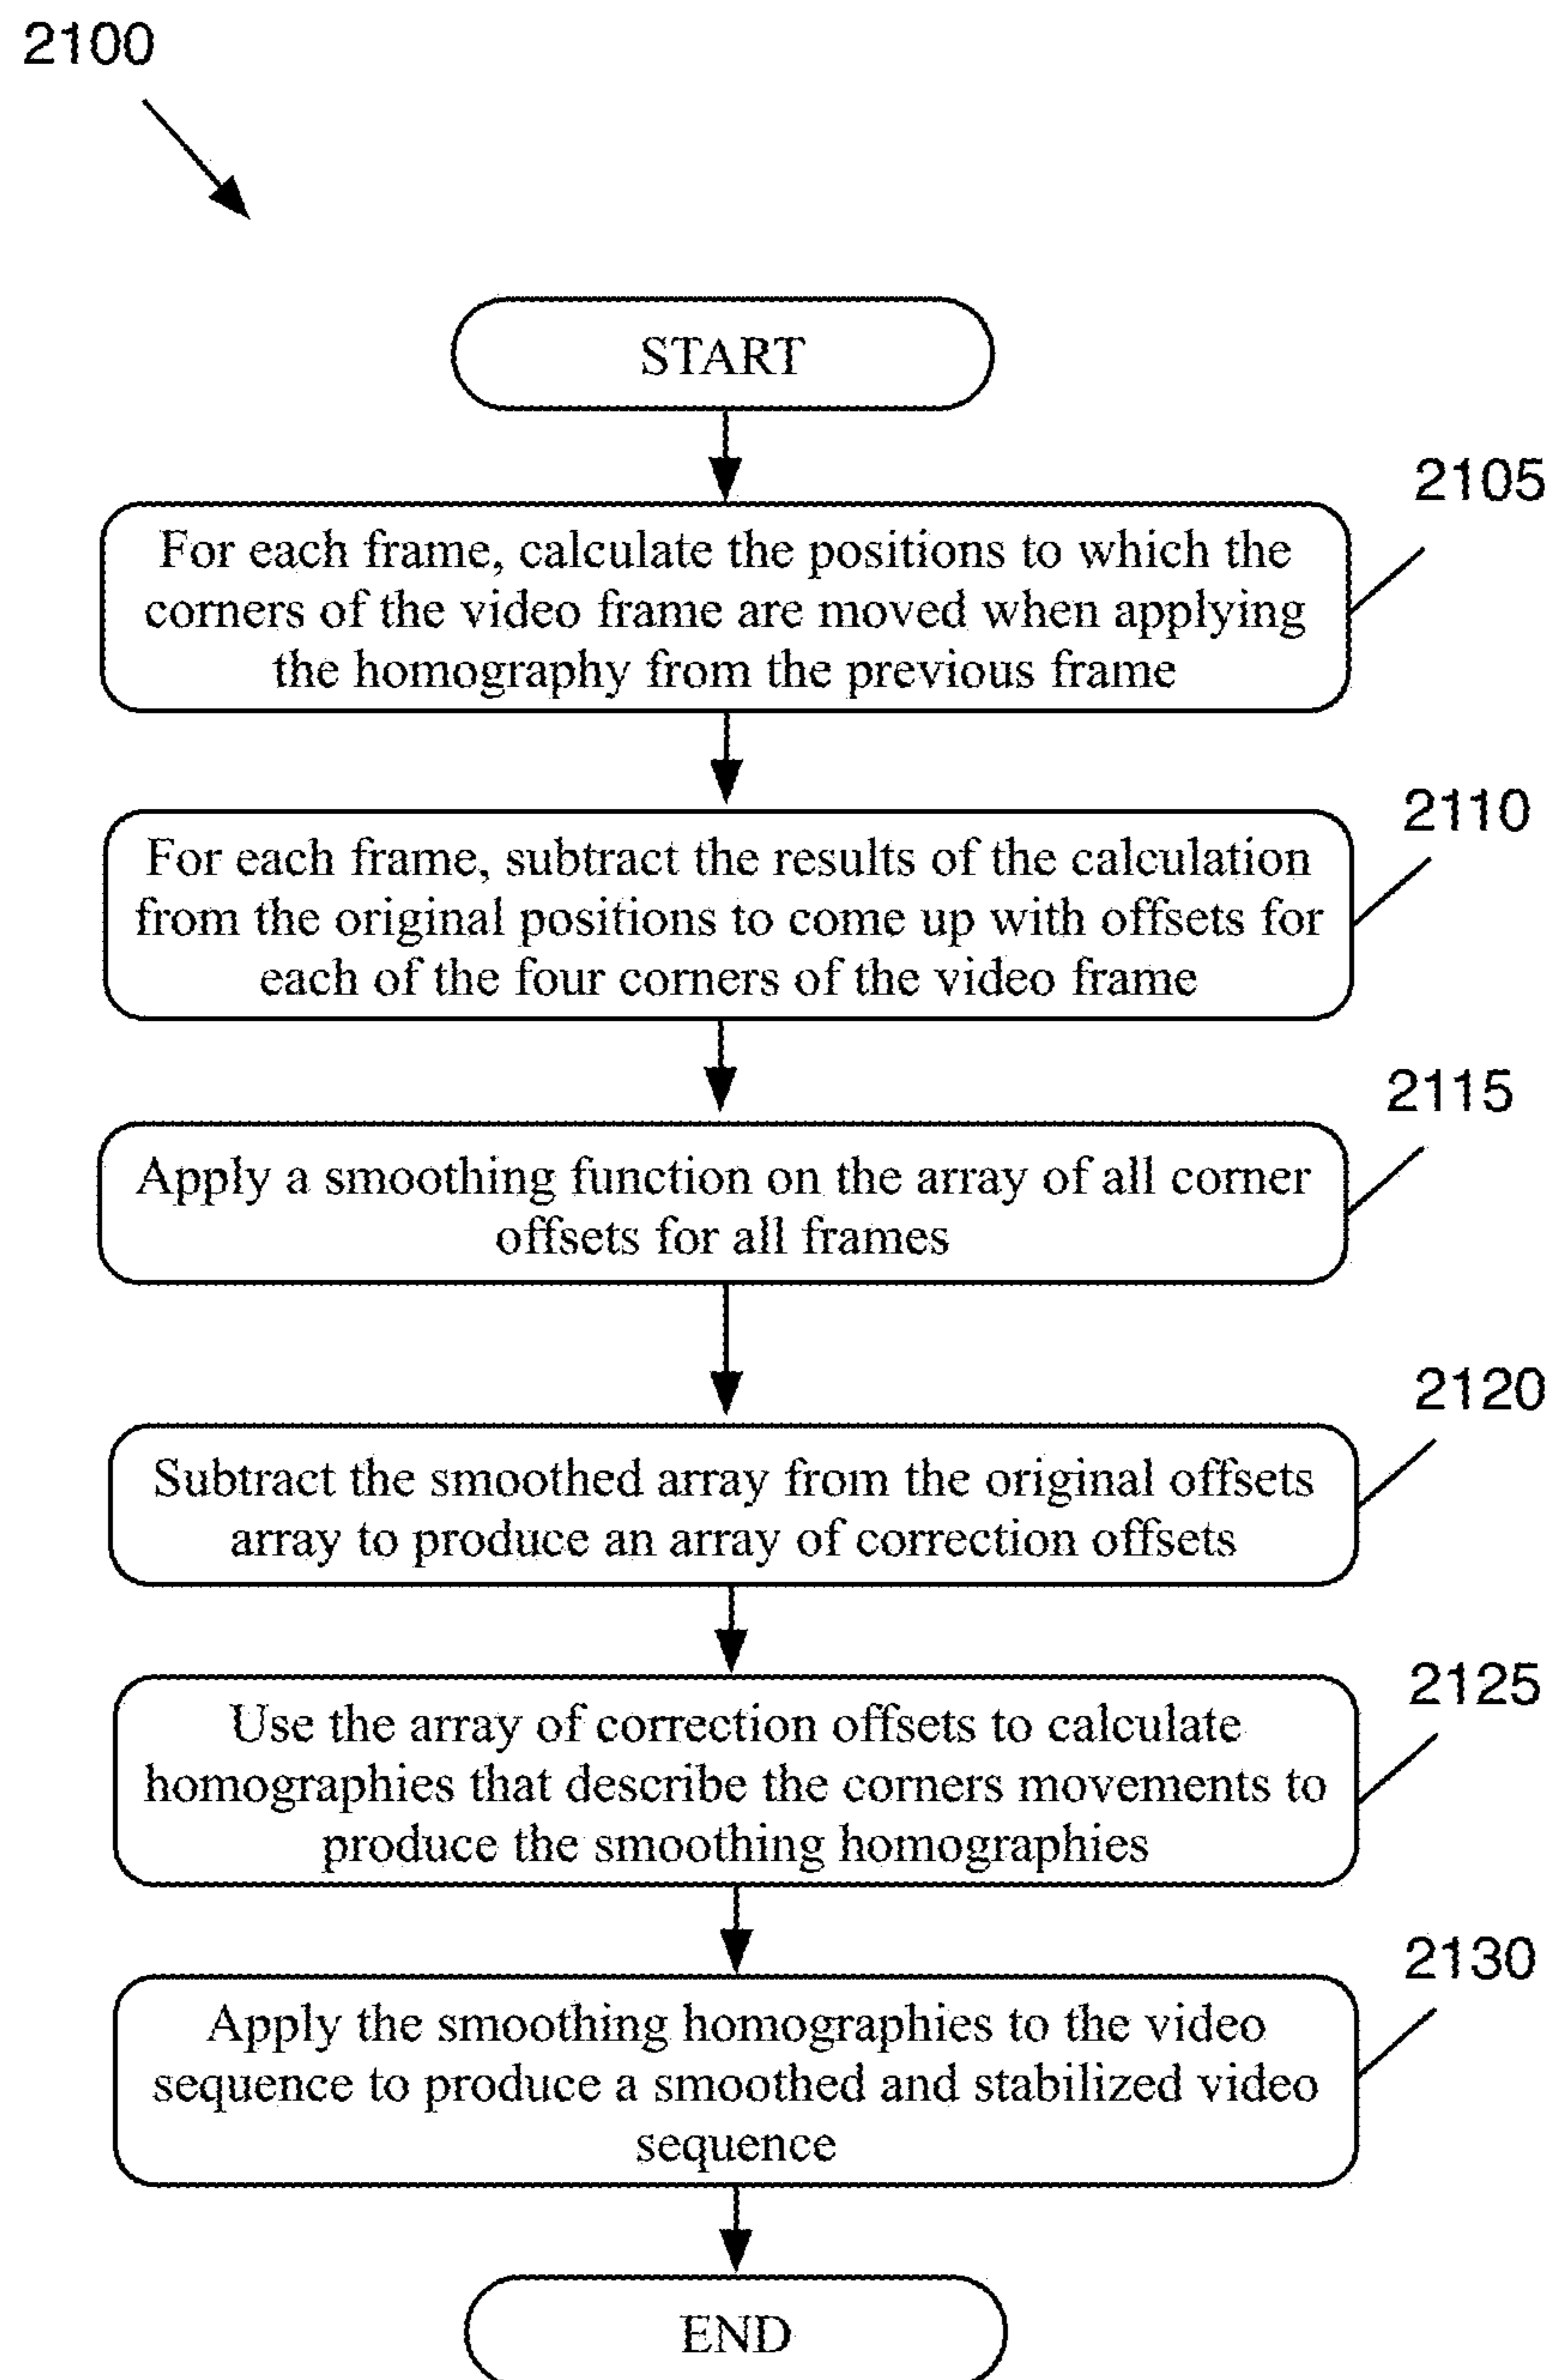 2100
START
2105
For each frame, calculate the positions to which the
corners of the video frame are moved when applying
the homography from the previous frame
2110
For each frame, subtract the results of the calculation
from the original positions to come up with offsets for
each of the four corners of the video frame
2115
Apply a smoothing function on the array of all corner
offsets for all frames
2120
Subtract the smoothed array from the original offsets
array to produce an array of correction offsets
2125
Use the array of correction offsets to calculate
homographies that describe the corners movements to
produce the smoothing homographies
2130
Apply the smoothing homographies to the video
sequence to produce a smoothed and stabilized video
sequence
END